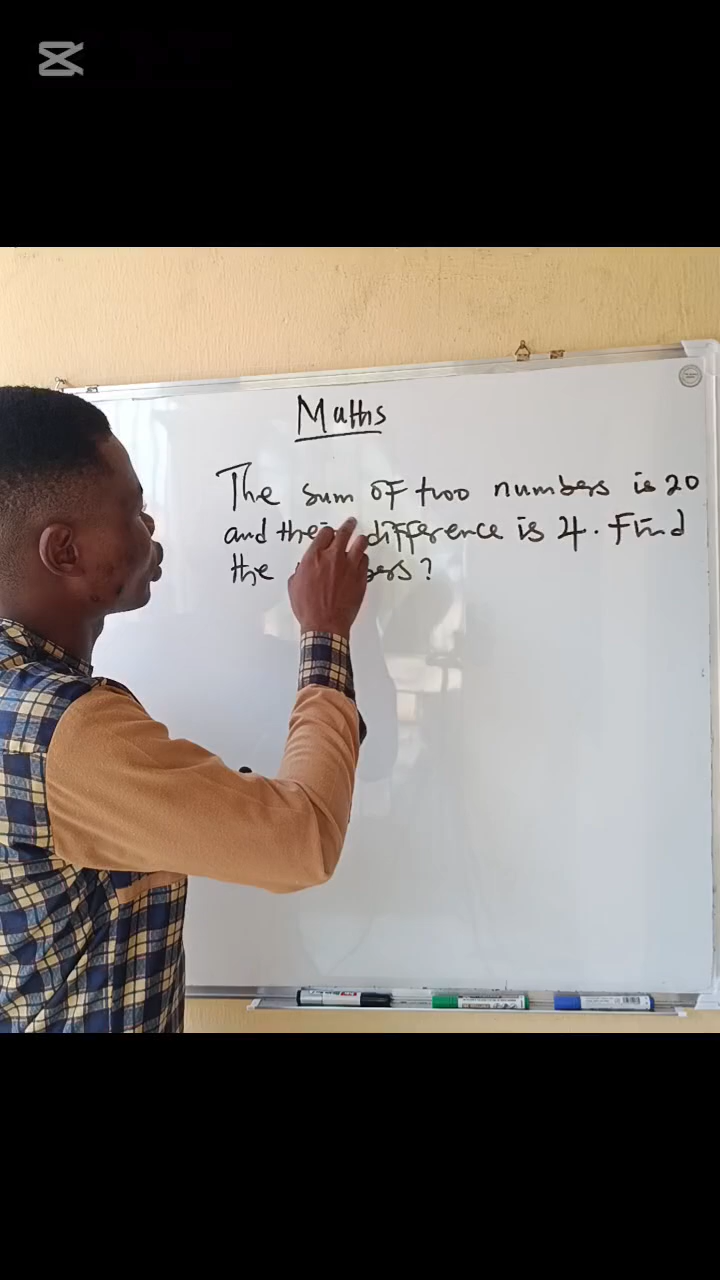 Maths
The sum of two numbers is 20
and their difference is 4. Find
the numbers?